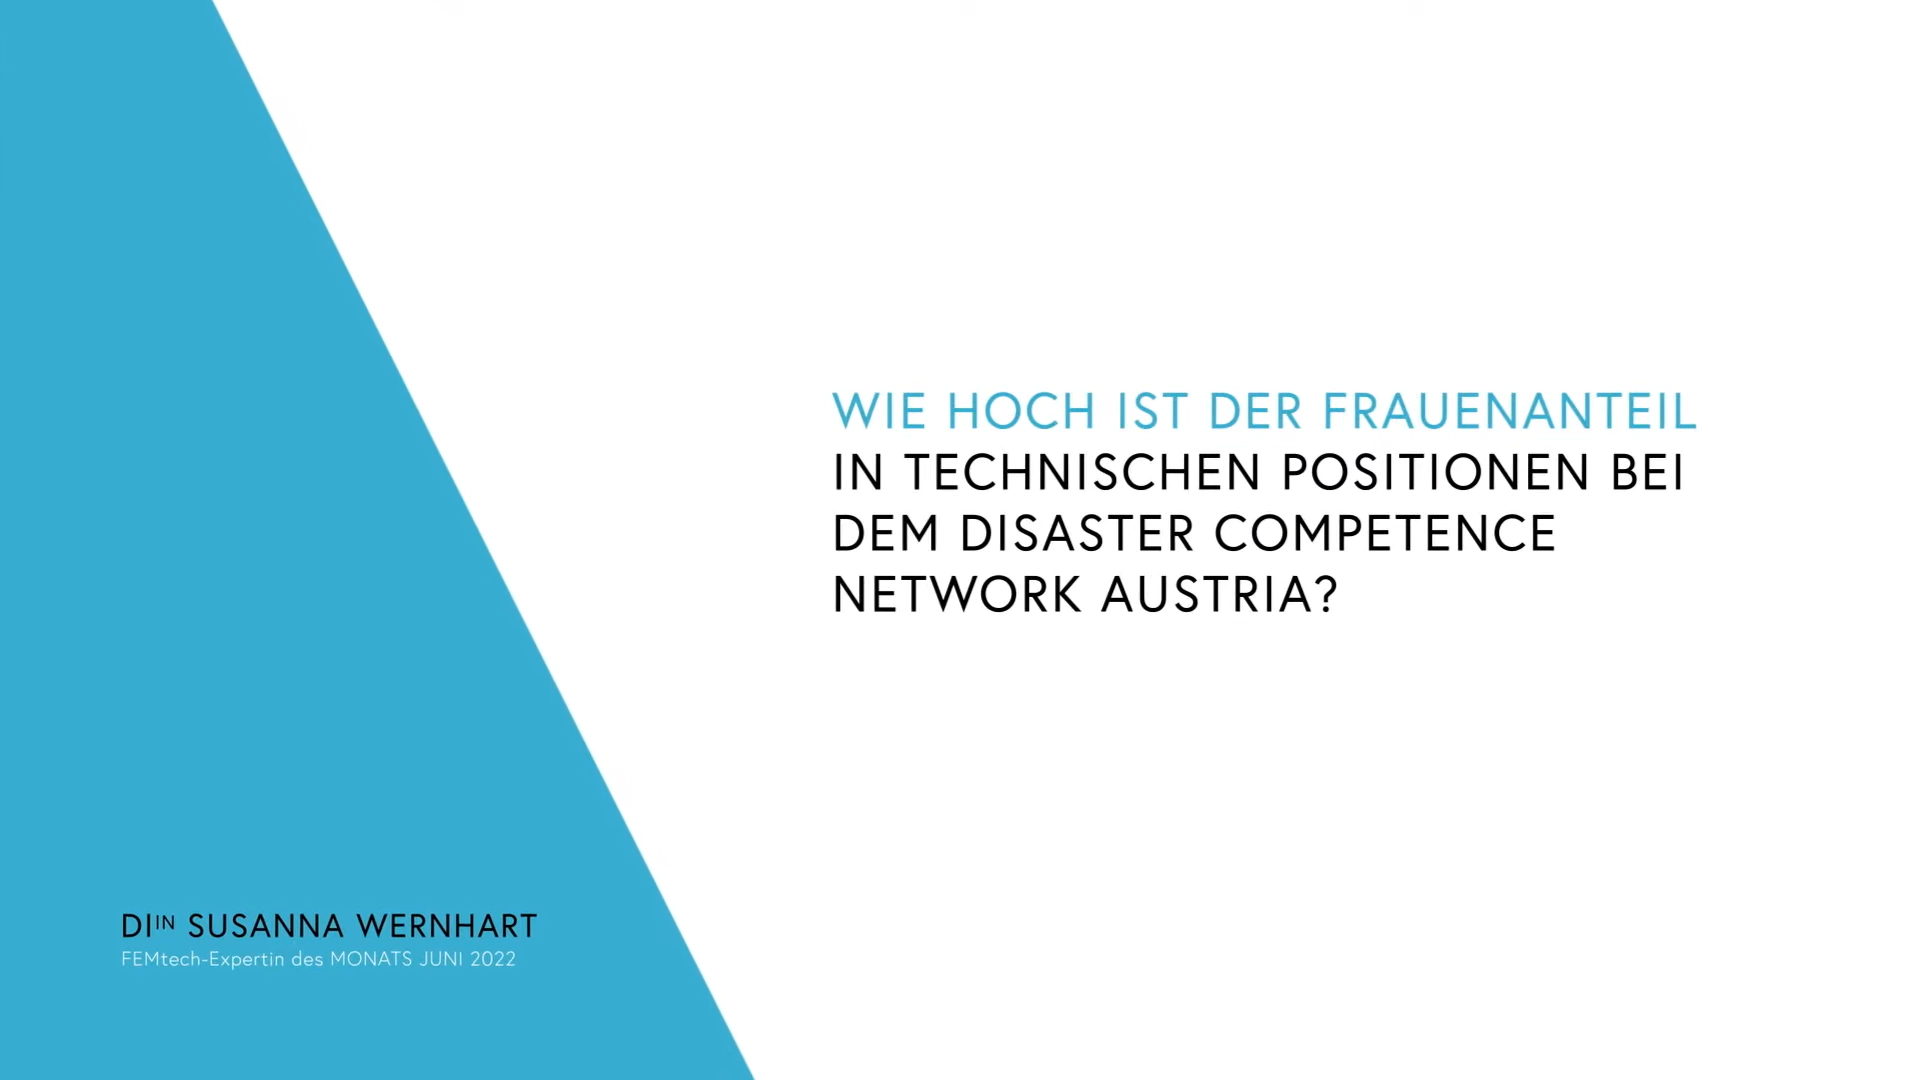 WIE HOCH IST DER FRAUENANTEIL
IN TECHNISCHEN POSITIONEN BEI
DEM DISASTER COMPETENCE
NETWORK AUSTRIA?
DIIN SUSANNA WERNHART
FEMtech-Expertin des MONATS JUNI 2022